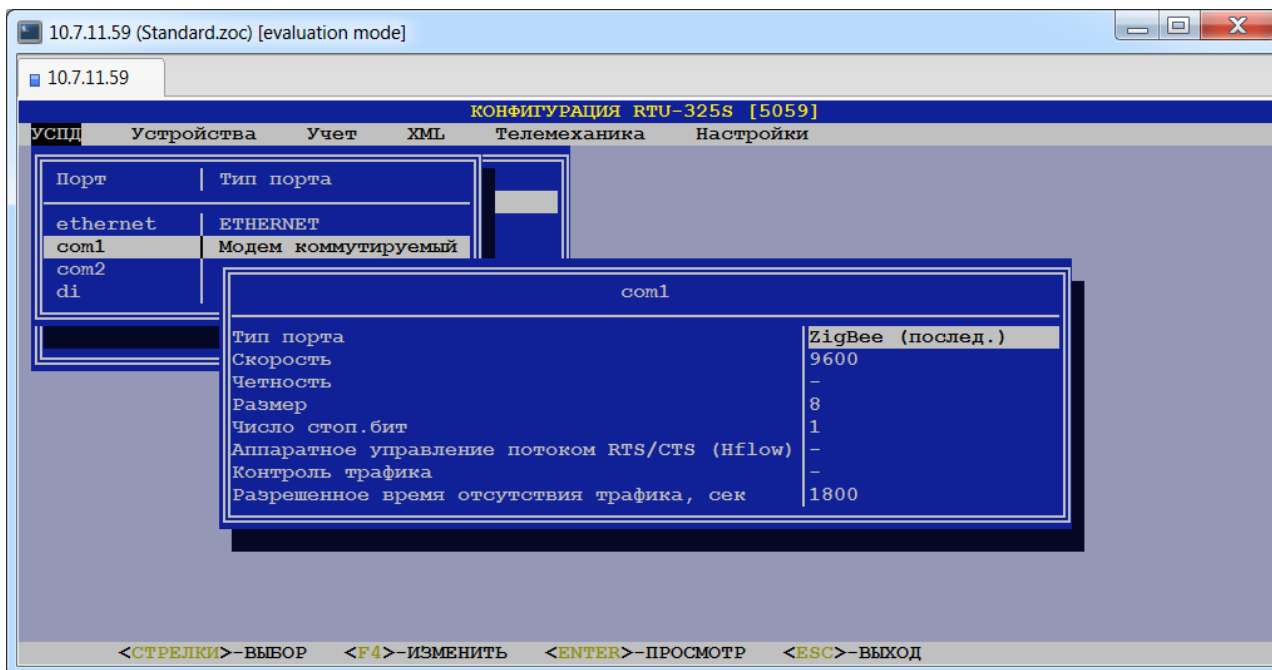 10.7.11.59 (Standard.zoc) [evaluation mode]
10.7.11.59
КОНФИГУРАЦИЯ RTU-325S [5059]
УСПД Устройства Учет XML Телемеханика Настройки
Порт Тип порта
ethernet ETHERNET
com1 Модем коммутируемый
com2
di
com1
Тип порта ZigBee (послед.)
Скорость 9600
Четность -
Размер 8
Число стоп.бит 1
Аппаратное управление потоком RTS/CTS (Hflow) -
Контроль трафика -
Разрешенное время отсутствия трафика, сек 1800
<СТРЕЛКИ>-ВЫБОР <F4>-ИЗМЕНИТЬ <ENTER>-ПРОСМОТР <ESC>-ВЫХОД